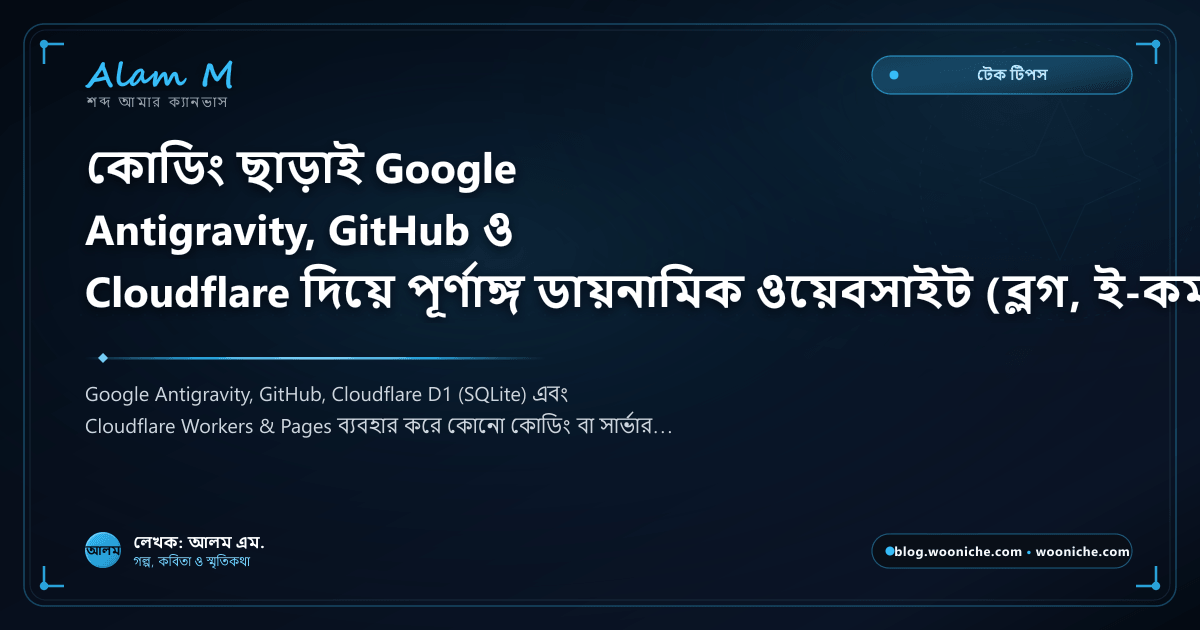 Alam M
শব্দ আমার ক্যানভাস
টেক টিপস
কোডিং ছাড়াই Google
Antigravity, GitHub ও
Cloudflare দিয়ে পূর্ণাঙ্গ ডায়নামিক ওয়েবসাইট (ব্লগ, ই-কম
Google Antigravity, GitHub, Cloudflare D1 (SQLite) এবং
Cloudflare Workers & Pages ব্যবহার করে কোনো কোডিং বা সার্ভার...
আলম
লেখক: আলম এম.
গল্প, কবিতা ও স্মৃতিকথা
blog.wooniche.com • wooniche.com